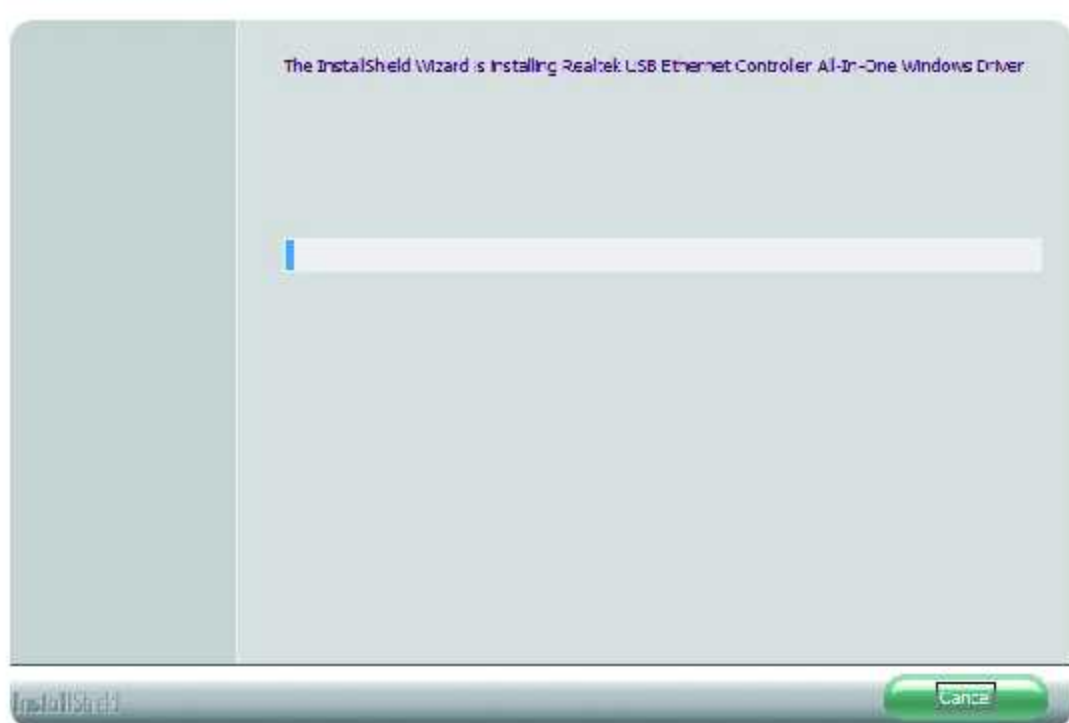 The InstallShield Wizard is installing Realtek USB Ethernet Controller All-In-One Windows Driver
InstallShield
Cancel